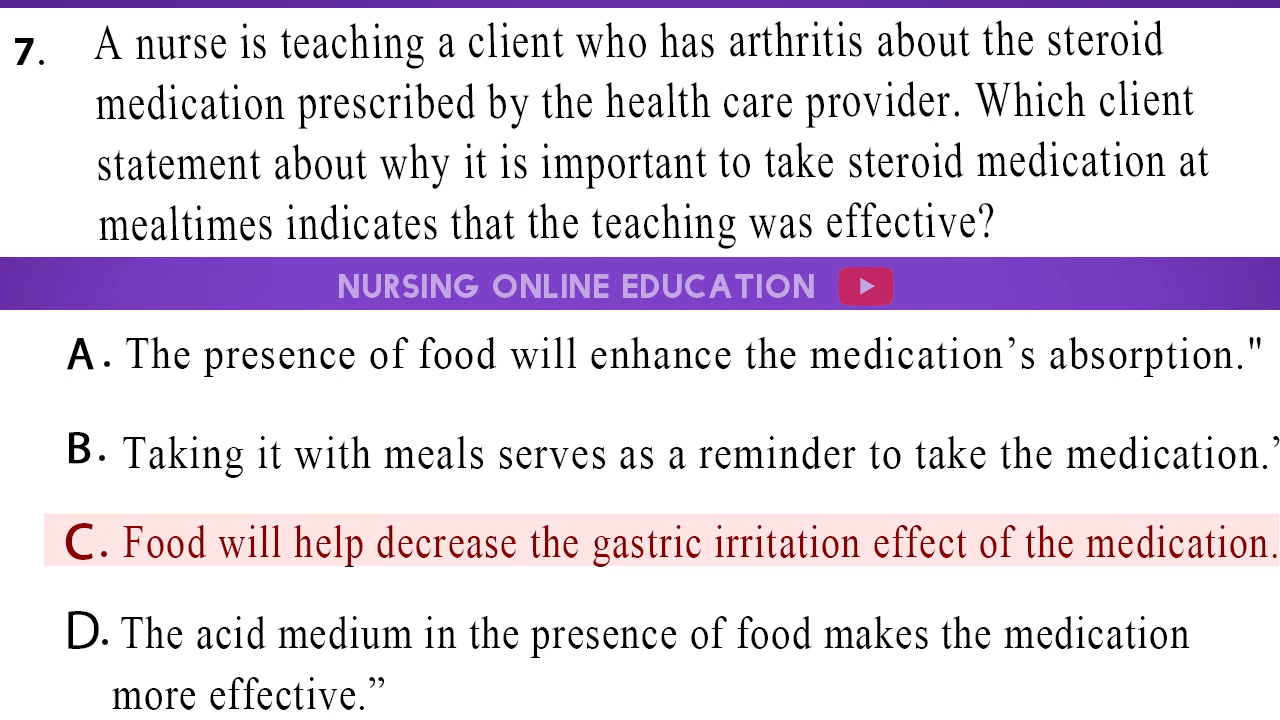 7. A nurse is teaching a client who has arthritis about the steroid
medication prescribed by the health care provider. Which client
statement about why it is important to take steroid medication at
mealtimes indicates that the teaching was effective?
NURSING ONLINE EDUCATION
A. The presence of food will enhance the medication’s absorption."
B. Taking it with meals serves as a reminder to take the medication.’
C. Food will help decrease the gastric irritation effect of the medication.
D. The acid medium in the presence of food makes the medication
more effective.”